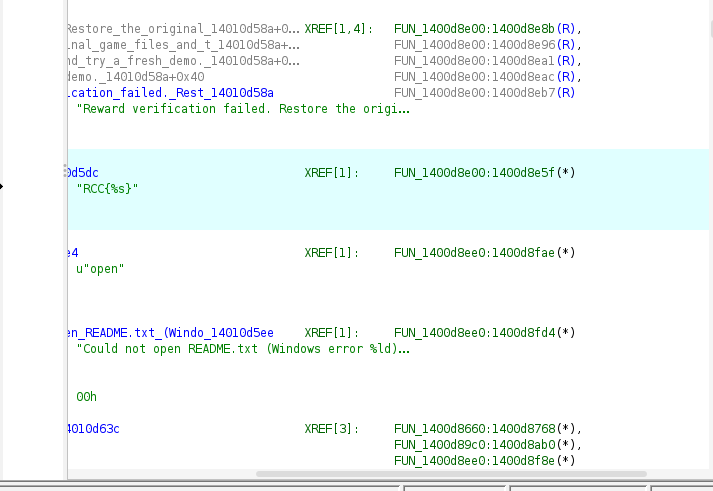 Restore_the_original_14010d58a+0... XREF[1,4]: FUN_1400d8e00:1400d8e8b(R),
inal_game_files_and_t_14010d58a+0... FUN_1400d8e00:1400d8e96(R)
nd_try_a_fresh_demo._14010d58a+0... FUN_1400d8e00:1400d8ea1(R)
demo._14010d58a+0x40 FUN_1400d8e00:1400d8eac(R)
ication_failed._Rest_14010d58a FUN_1400d8e00:1400d8eb7(R)
"Reward verification failed. Restore the origi...
0d5dc XREF[1]: FUN_1400d8e00:1400d8e5f(*)
"RCC{%s}"
e4 XREF[1]: FUN_1400d8ee0:1400d8fae(*)
u"open"
en_README.txt_(Windo_14010d5ee XREF[1]: FUN_1400d8ee0:1400d8fd4(*)
"Could not open README.txt (Windows error %ld)...
00h
4010d63c XREF[3]: FUN_1400d8660:1400d8768(*),
FUN_1400d89c0:1400d8ab0(*),
FUN_1400d8ee0:1400d8f8e(*)